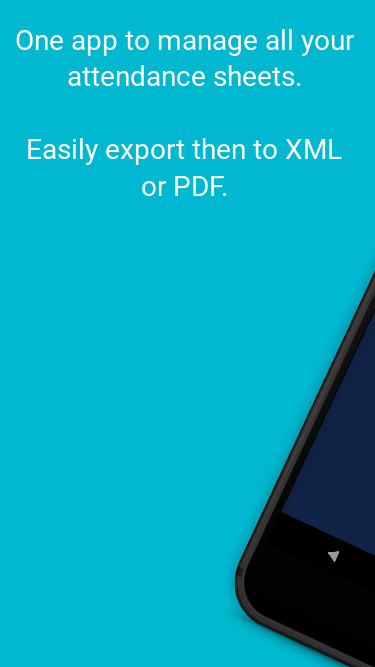 One app to manage all your
attendance sheets.
Easily export then to XML
or PDF.